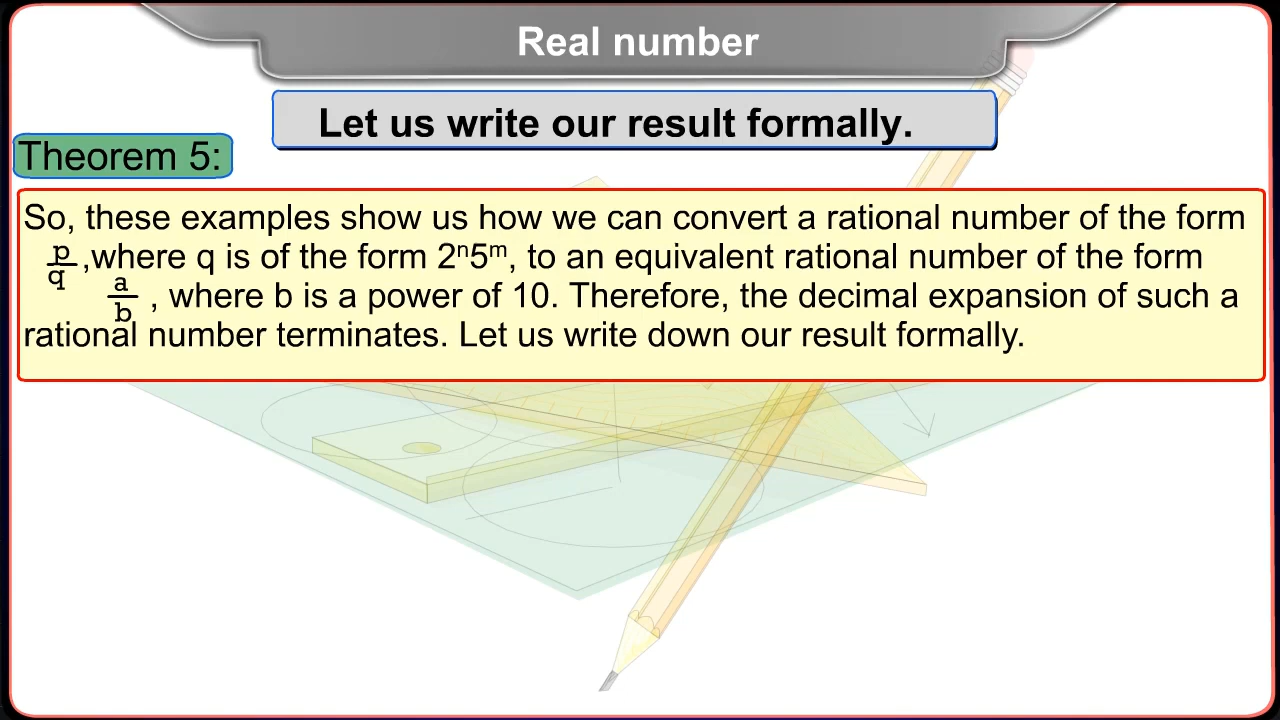 Real number
Let us write our result formally.
Theorem 5:
So, these examples show us how we can convert a rational number of the form
p/q ,where q is of the form 2ⁿ5ᵐ, to an equivalent rational number of the form
a/b , where b is a power of 10. Therefore, the decimal expansion of such a
rational number terminates. Let us write down our result formally.